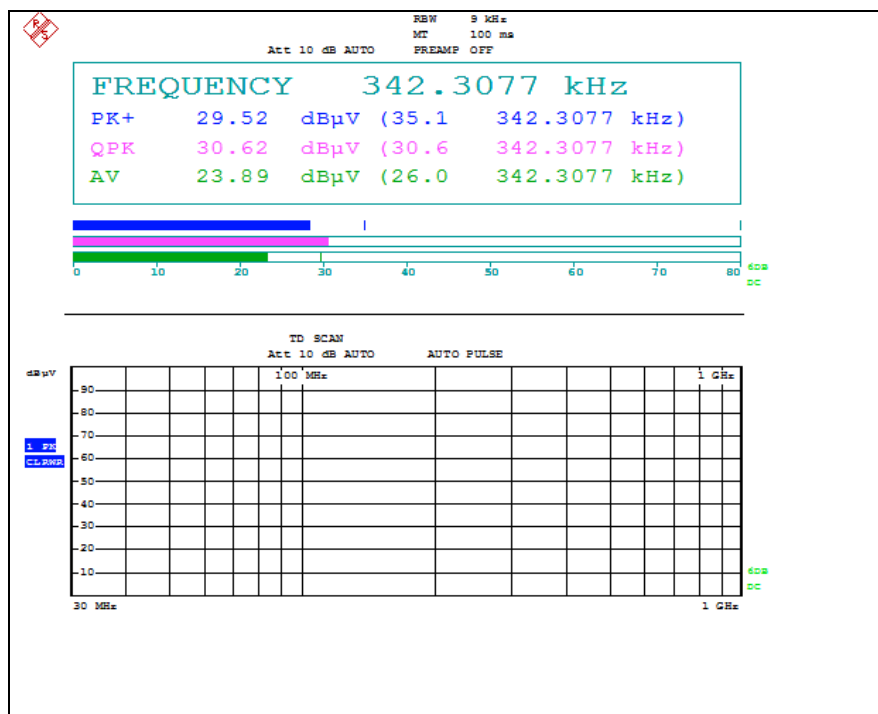 R S
RBW 9 kHz
MT 100 ms
Att 10 dB AUTO PREAMP OFF
FREQUENCY 342.3077 kHz
PK+ 29.52 dBµV (35.1 342.3077 kHz)
QPK 30.62 dBµV (30.6 342.3077 kHz)
AV 23.89 dBµV (26.0 342.3077 kHz)
0 10 20 30 40 50 60 70 80
6DB
DC
TD SCAN
Att 10 dB AUTO AUTO PULSE
dBµV
100 MHz 1 GHz
90
80
70
1 PK
CLRWR
60
50
40
30
20
10
6DB
DC
30 MHz 1 GHz